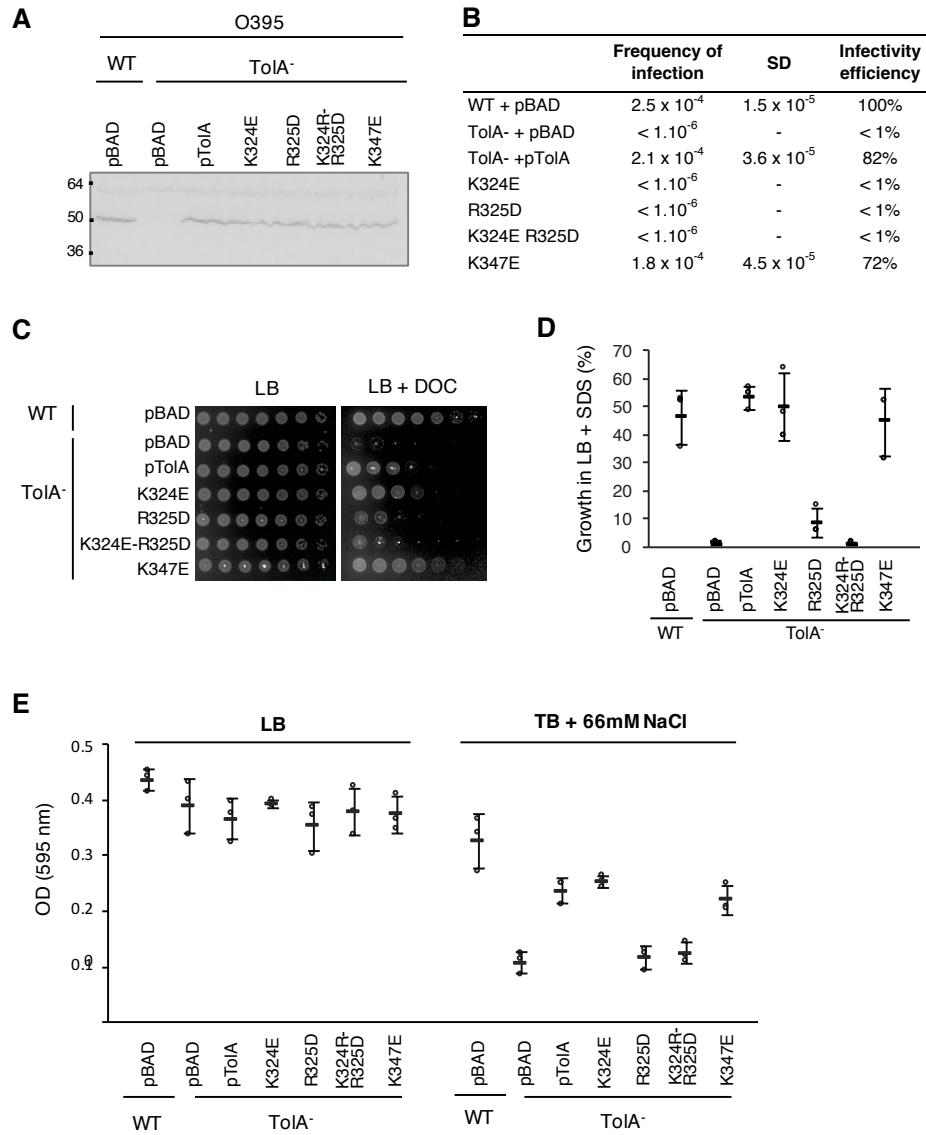 A
O395
WT
TolA-
pBAD
pBAD
pTolA
K324E
R325D
K324R-
R325D
K347E
64
50
36
B
Frequency of infection SD Infectivity efficiency
WT + pBAD 2.5 x 10-4 1.5 x 10-5 100%
TolA- + pBAD < 1.10-6 - < 1%
TolA- +pTolA 2.1 x 10-4 3.6 x 10-5 82%
K324E < 1.10-6 - < 1%
R325D < 1.10-6 - < 1%
K324E R325D < 1.10-6 - < 1%
K347E 1.8 x 10-4 4.5 x 10-5 72%
C
LB LB + DOC
WT
pBAD
TolA-
pBAD
pTolA
K324E
R325D
K324E-R325D
K347E
D
Growth in LB + SDS (%)
70
60
50
40
30
20
10
0
pBAD
pBAD
pTolA
K324E
R325D
K324R-
R325D
K347E
WT
TolA-
E
LB
TB + 66mM NaCl
OD (595 nm)
0.5
0.4
0.3
0.2
0.1
0
pBAD
pBAD
pTolA
K324E
R325D
K324R-
R325D
K347E
pBAD
pBAD
pTolA
K324E
R325D
K324R-
R325D
K347E
WT
TolA-
WT
TolA-